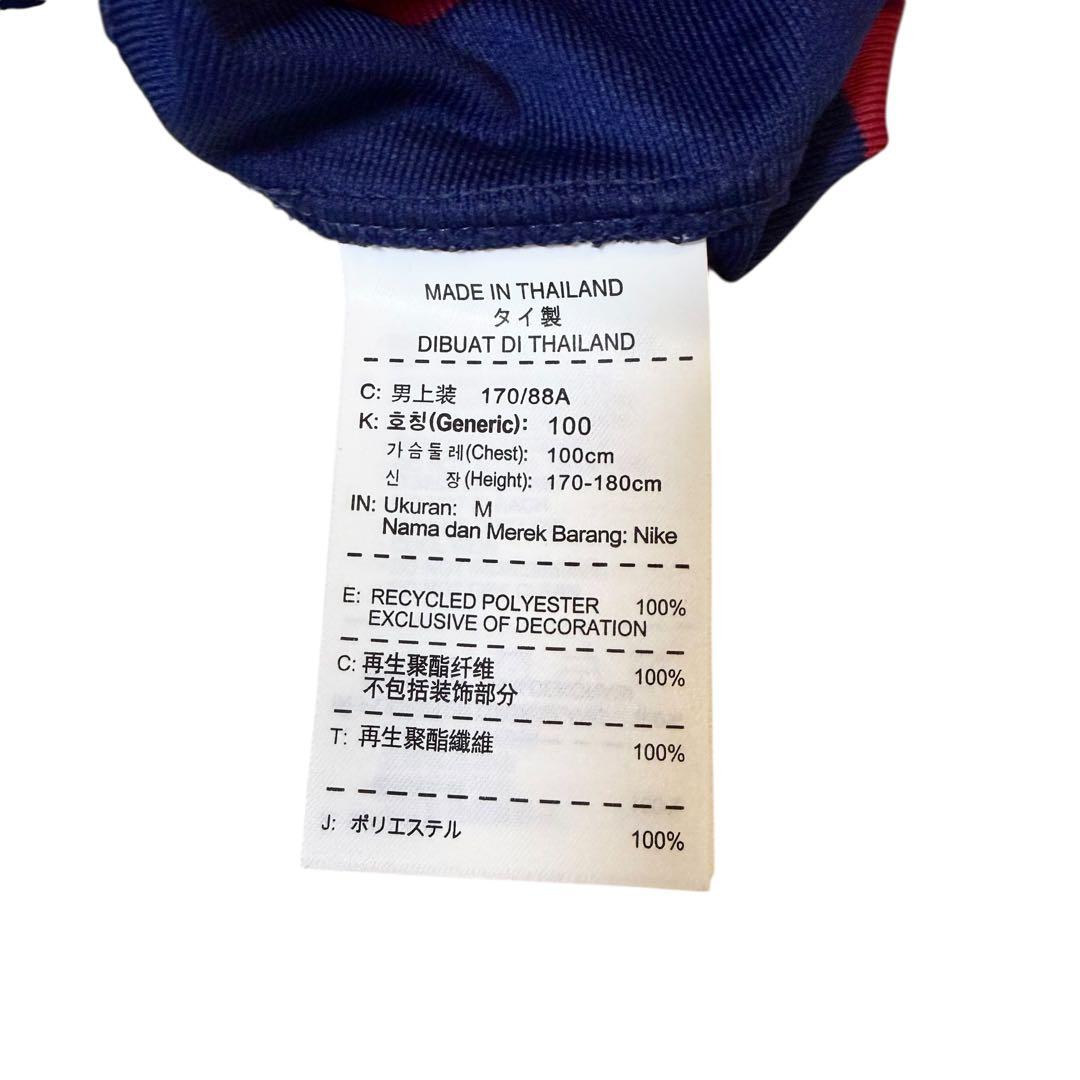 MADE IN THAILAND
タイ製
DIBUAT DI THAILAND
C: 男上装 170/88A
K: 호칭(Generic): 100
가슴둘레(Chest): 100cm
신 장(Height): 170-180cm
IN: Ukuran: M
Nama dan Merek Barang: Nike
E: RECYCLED POLYESTER 100%
EXCLUSIVE OF DECORATION
C: 再生聚酯纤维 100%
不包括装饰部分
T: 再生聚酯纖維 100%
J: ポリエステル 100%